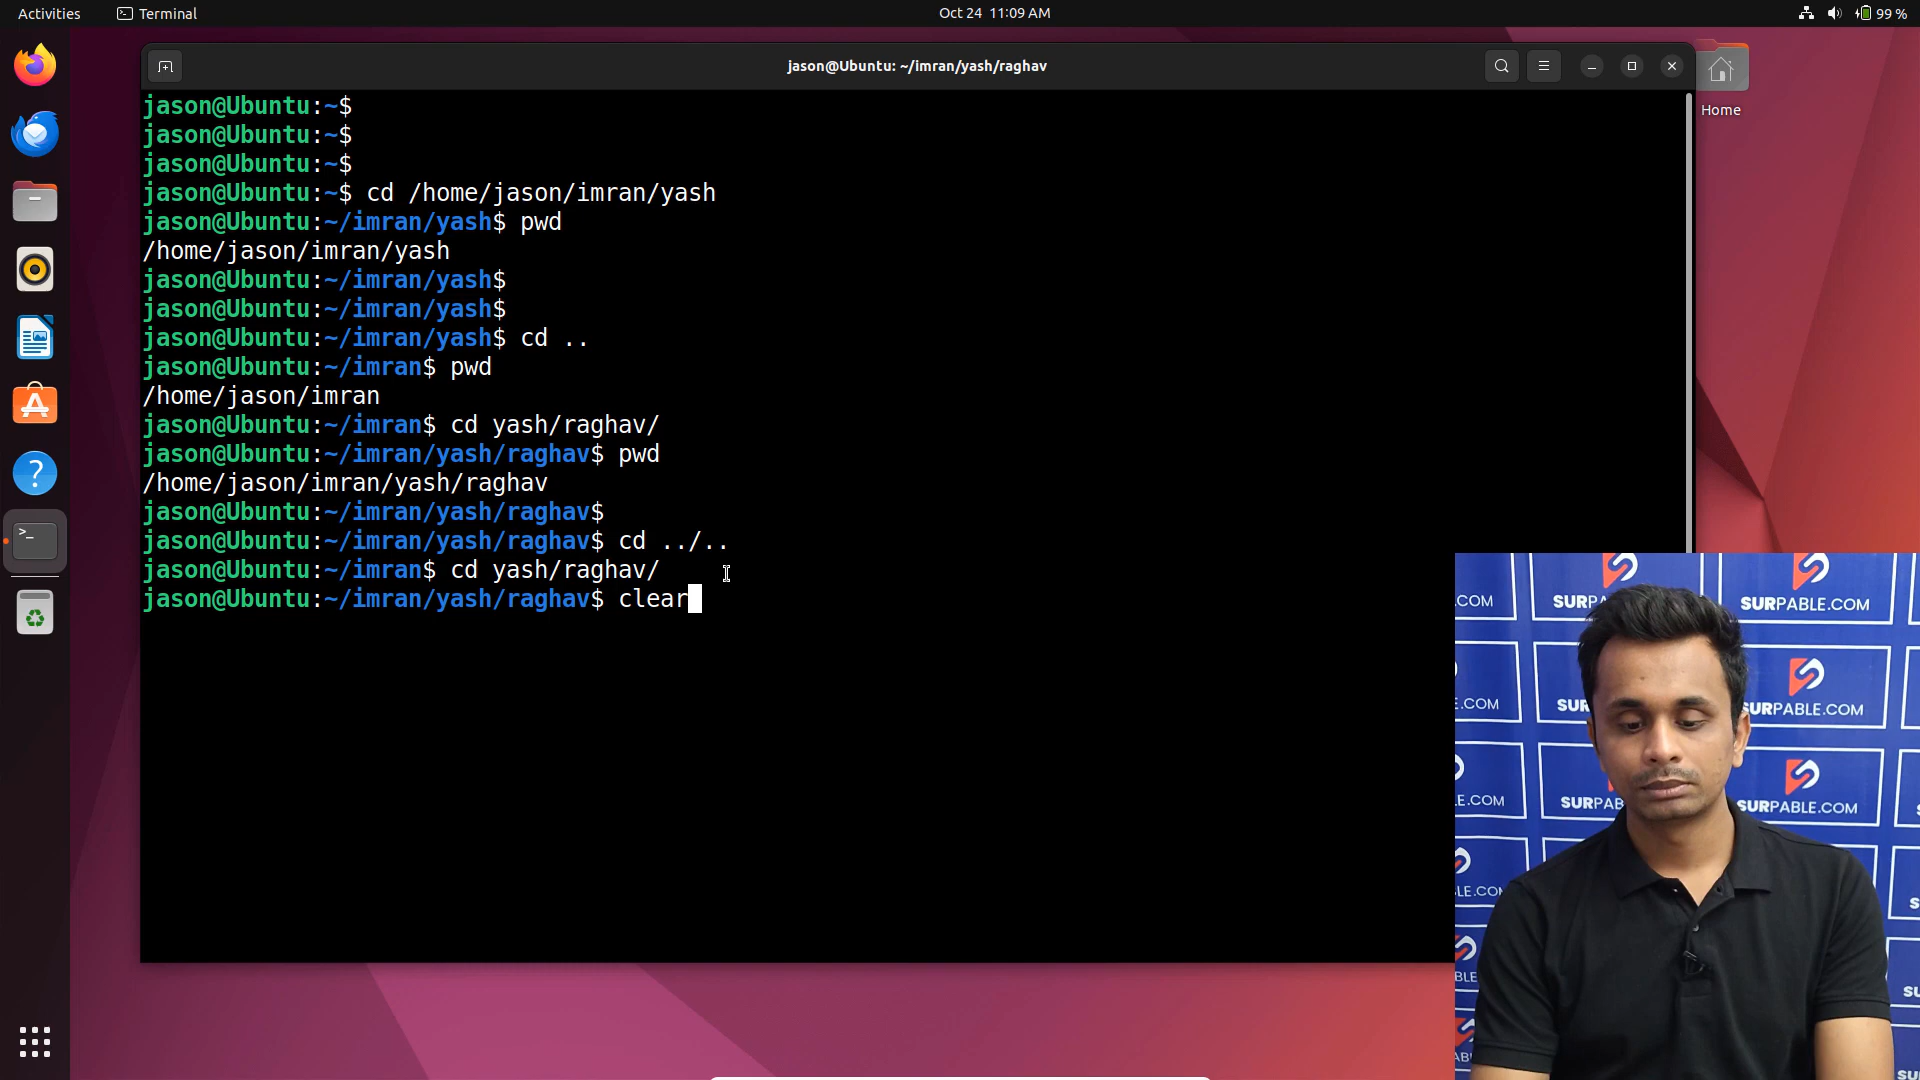 Activities
Terminal
Oct 24 11:09 AM
99 %
jason@Ubuntu: ~/imran/yash/raghav
Home
jason@Ubuntu:~$
jason@Ubuntu:~$
jason@Ubuntu:~$
jason@Ubuntu:~$ cd /home/jason/imran/yash
jason@Ubuntu:~/imran/yash$ pwd
/home/jason/imran/yash
jason@Ubuntu:~/imran/yash$
jason@Ubuntu:~/imran/yash$
jason@Ubuntu:~/imran/yash$ cd ..
jason@Ubuntu:~/imran$ pwd
/home/jason/imran
jason@Ubuntu:~/imran$ cd yash/raghav/
jason@Ubuntu:~/imran/yash/raghav$ pwd
/home/jason/imran/yash/raghav
jason@Ubuntu:~/imran/yash/raghav$
jason@Ubuntu:~/imran/yash/raghav$ cd ../..
jason@Ubuntu:~/imran$ cd yash/raghav/
jason@Ubuntu:~/imran/yash/raghav$ clear
SURPABLE.COM
SURPABLE.COM
SURPABLE.COM